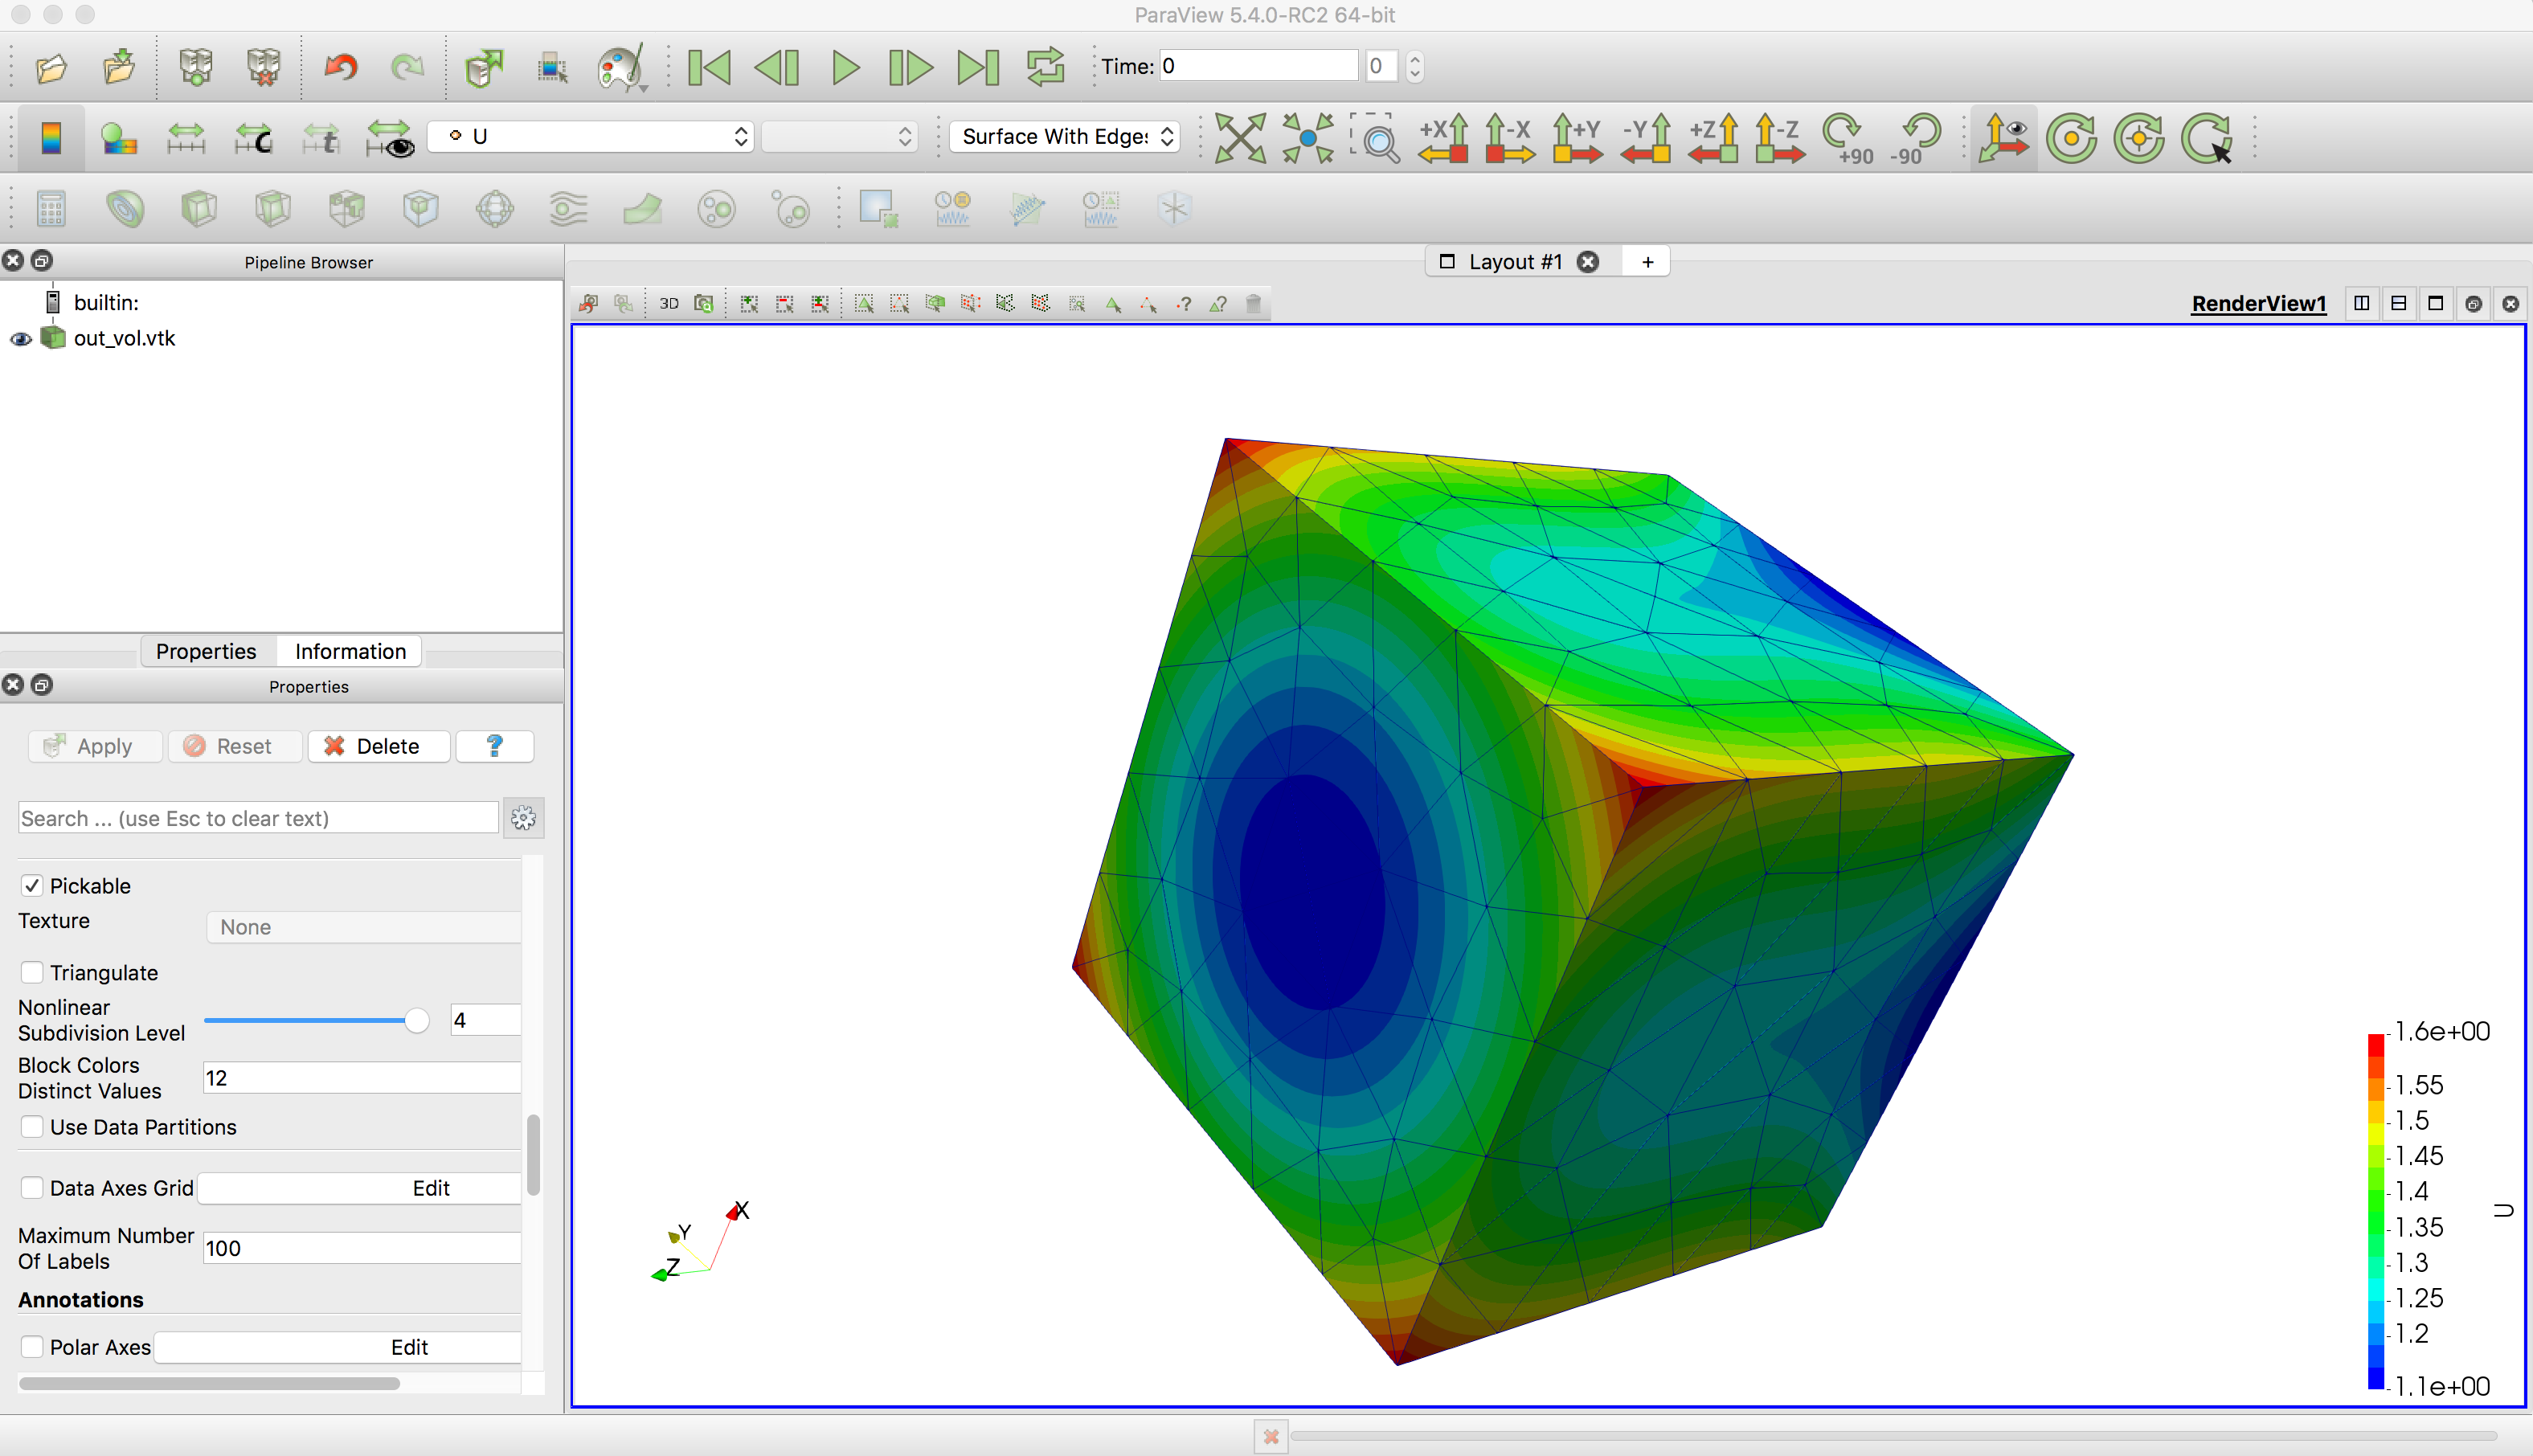 ParaView 5.4.0-RC2 64-bit
Time: 0 0
U
Surface With Edge
+X -X +Y -Y +Z -Z +90 -90
Pipeline Browser
Layout #1 +
builtin:
3D
RenderView1
out_vol.vtk
Properties Information
Properties
Apply Reset Delete ?
Search ... (use Esc to clear text)
Pickable
Texture None
Triangulate
Nonlinear
Subdivision Level 4
Block Colors
Distinct Values 12
Use Data Partitions
Data Axes Grid Edit
Maximum Number
Of Labels 100
Annotations
Polar Axes Edit
X
Y
Z
1.6e+00
1.55
1.5
1.45
1.4
1.35
1.3
1.25
1.2
1.1e+00
U